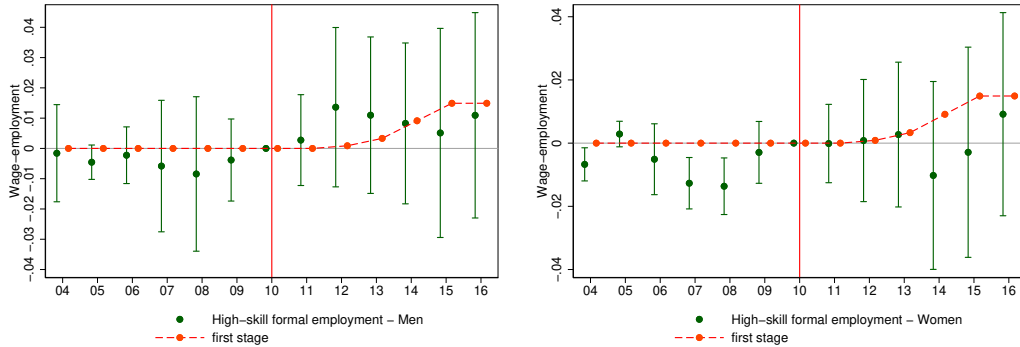 Wage−employment
.04
.03
.02
.01
0
−.01
−.02
−.03
−.04
04 05 06 07 08 09 10 11 12 13 14 15 16
High−skill formal employment − Men
first stage
Wage−employment
.04
.02
0
−.02
−.04
04 05 06 07 08 09 10 11 12 13 14 15 16
High−skill formal employment − Women
first stage